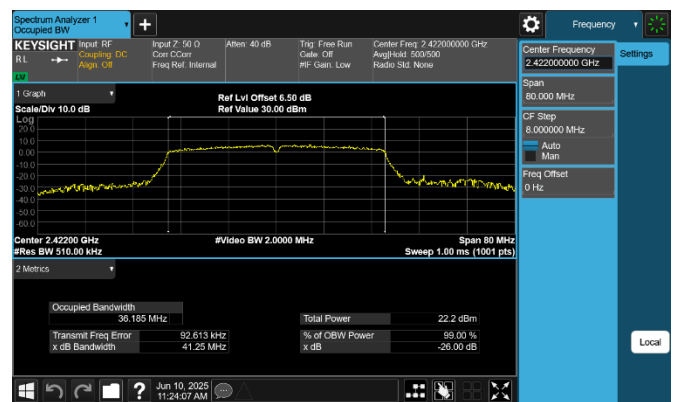 Spectrum Analyzer 1
Occupied BW
Frequency
KEYSIGHT
RL
LV
Input: RF
Coupling: DC
Align: Off
Input Z: 50 Ω
Corr CCorr
Freq Ref: Internal
Atten: 40 dB
Trig: Free Run
Gate: Off
#IF Gain: Low
Center Freq: 2.422000000 GHz
Avg|Hold: 500/500
Radio Std: None
Center Frequency
2.422000000 GHz
Settings
Span
80.000 MHz
CF Step
8.000000 MHz
Auto
Man
Freq Offset
0 Hz
Local
1 Graph
Scale/Div 10.0 dB
Ref Lvl Offset 6.50 dB
Ref Value 30.00 dBm
Log
20.0
10.0
0.00
-10.0
-20.0
-30.0
-40.0
-50.0
-60.0
Center 2.42200 GHz
#Video BW 2.0000 MHz
Span 80 MHz
#Res BW 510.00 kHz
Sweep 1.00 ms (1001 pts)
2 Metrics
Occupied Bandwidth
36.185 MHz
Total Power 22.2 dBm
Transmit Freq Error 92.613 kHz
% of OBW Power 99.00 %
x dB Bandwidth 41.25 MHz
x dB -26.00 dB
?
Jun 10, 2025
11:24:07 AM